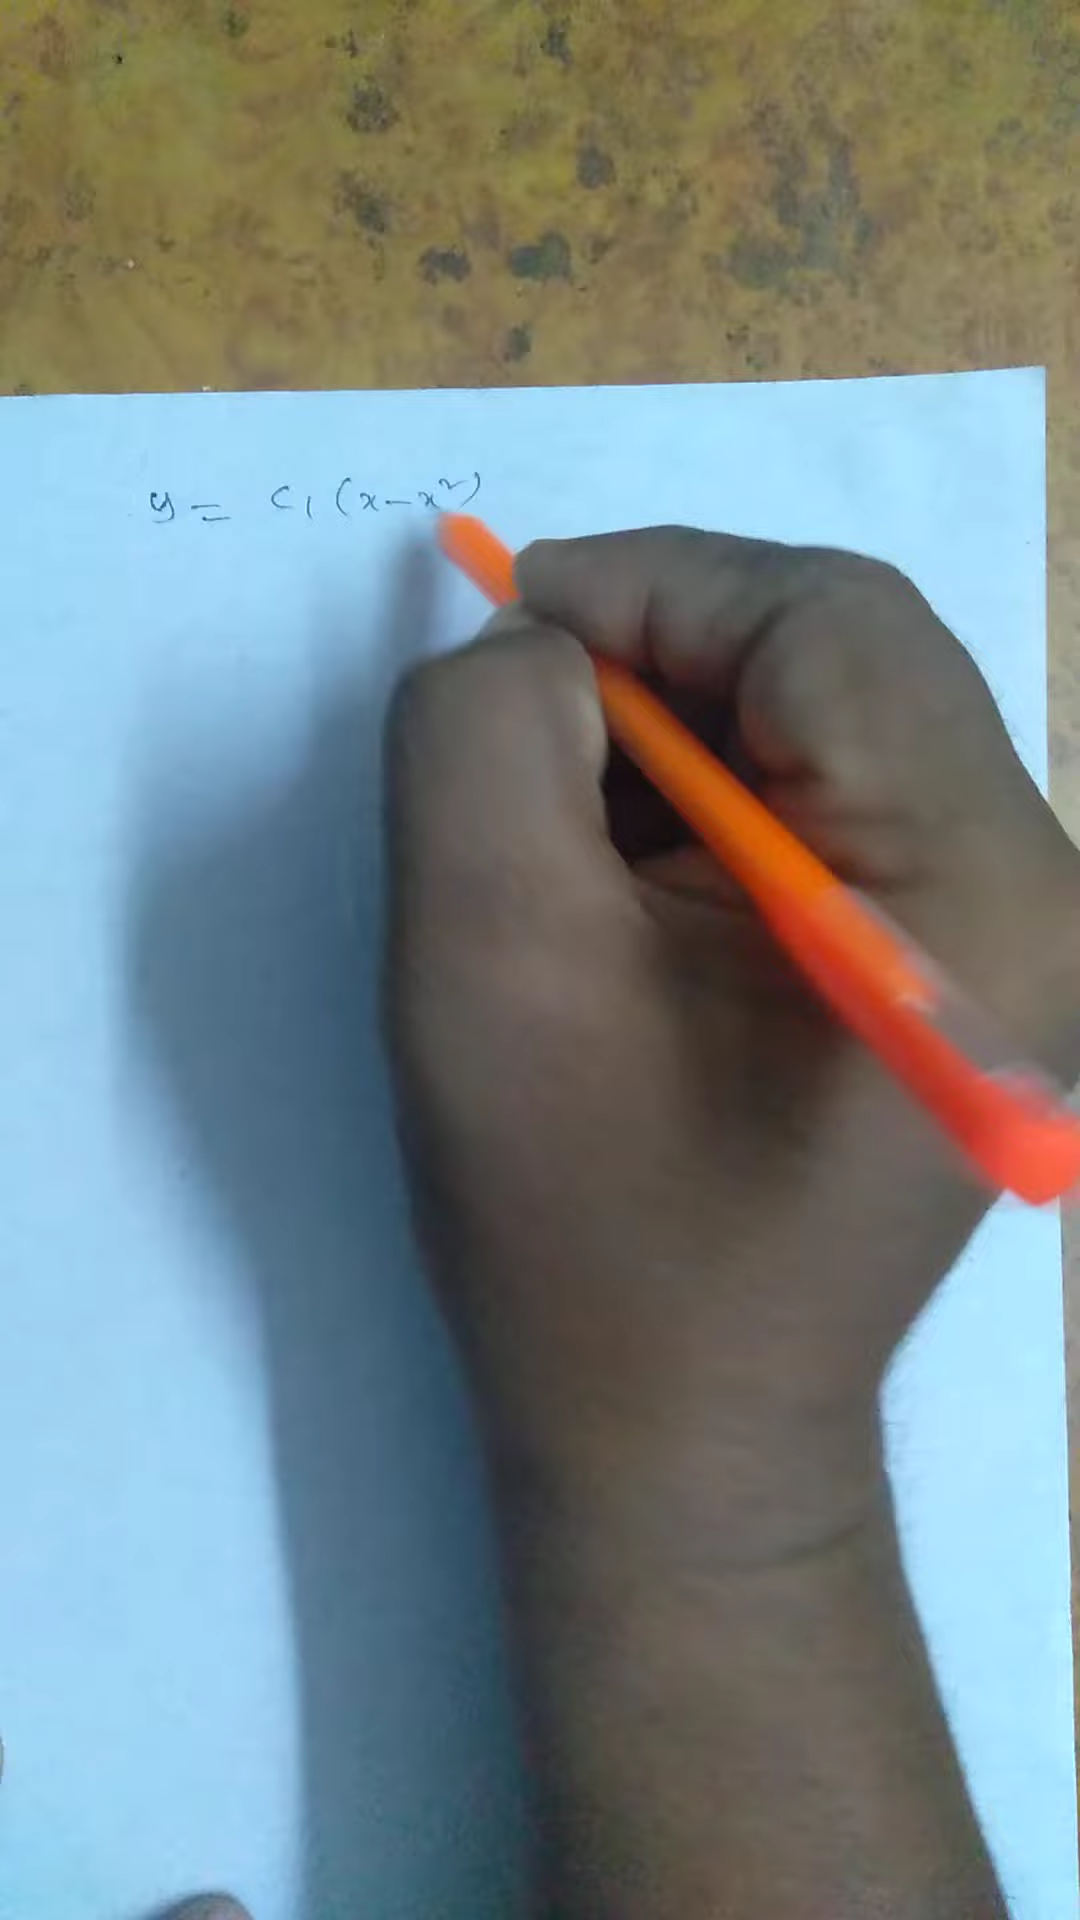 y = c₁ (x - x²)